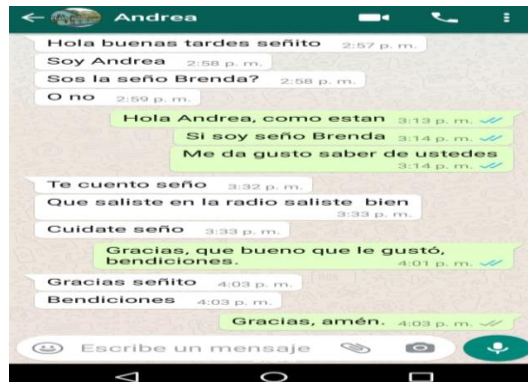 Andrea
Hola buenas tardes señito 2:57 p. m.
Soy Andrea 2:58 p. m.
Sos la seño Brenda? 2:58 p. m.
O no 2:59 p. m.
Hola Andrea, como estan 3:13 p. m.
Si soy seño Brenda 3:14 p. m.
Me da gusto saber de ustedes
3:14 p. m.
Te cuento seño 3:32 p. m.
Que saliste en la radio saliste bien
3:33 p. m.
Cuidate seño 3:33 p. m.
Gracias, que bueno que le gustó,
bendiciones. 4:01 p. m.
Gracias señito 4:03 p. m.
Bendiciones 4:03 p. m.
Gracias, amén. 4:03 p. m.
Escribe un mensaje